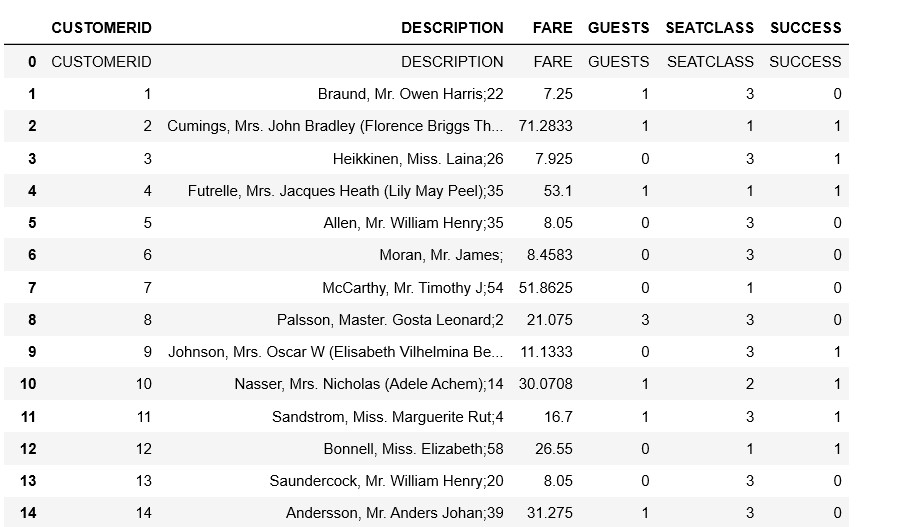 CUSTOMERID DESCRIPTION FARE GUESTS SEATCLASS SUCCESS
0 CUSTOMERID DESCRIPTION FARE GUESTS SEATCLASS SUCCESS
1 1 Braund, Mr. Owen Harris;22 7.25 1 3 0
2 2 Cumings, Mrs. John Bradley (Florence Briggs Th... 71.2833 1 1 1
3 3 Heikkinen, Miss. Laina;26 7.925 0 3 1
4 4 Futrelle, Mrs. Jacques Heath (Lily May Peel);35 53.1 1 1 1
5 5 Allen, Mr. William Henry;35 8.05 0 3 0
6 6 Moran, Mr. James; 8.4583 0 3 0
7 7 McCarthy, Mr. Timothy J;54 51.8625 0 1 0
8 8 Palsson, Master. Gosta Leonard;2 21.075 3 3 0
9 9 Johnson, Mrs. Oscar W (Elisabeth Vilhelmina Be... 11.1333 0 3 1
10 10 Nasser, Mrs. Nicholas (Adele Achem);14 30.0708 1 2 1
11 11 Sandstrom, Miss. Marguerite Rut;4 16.7 1 3 1
12 12 Bonnell, Miss. Elizabeth;58 26.55 0 1 1
13 13 Saundercock, Mr. William Henry;20 8.05 0 3 0
14 14 Andersson, Mr. Anders Johan;39 31.275 1 3 0